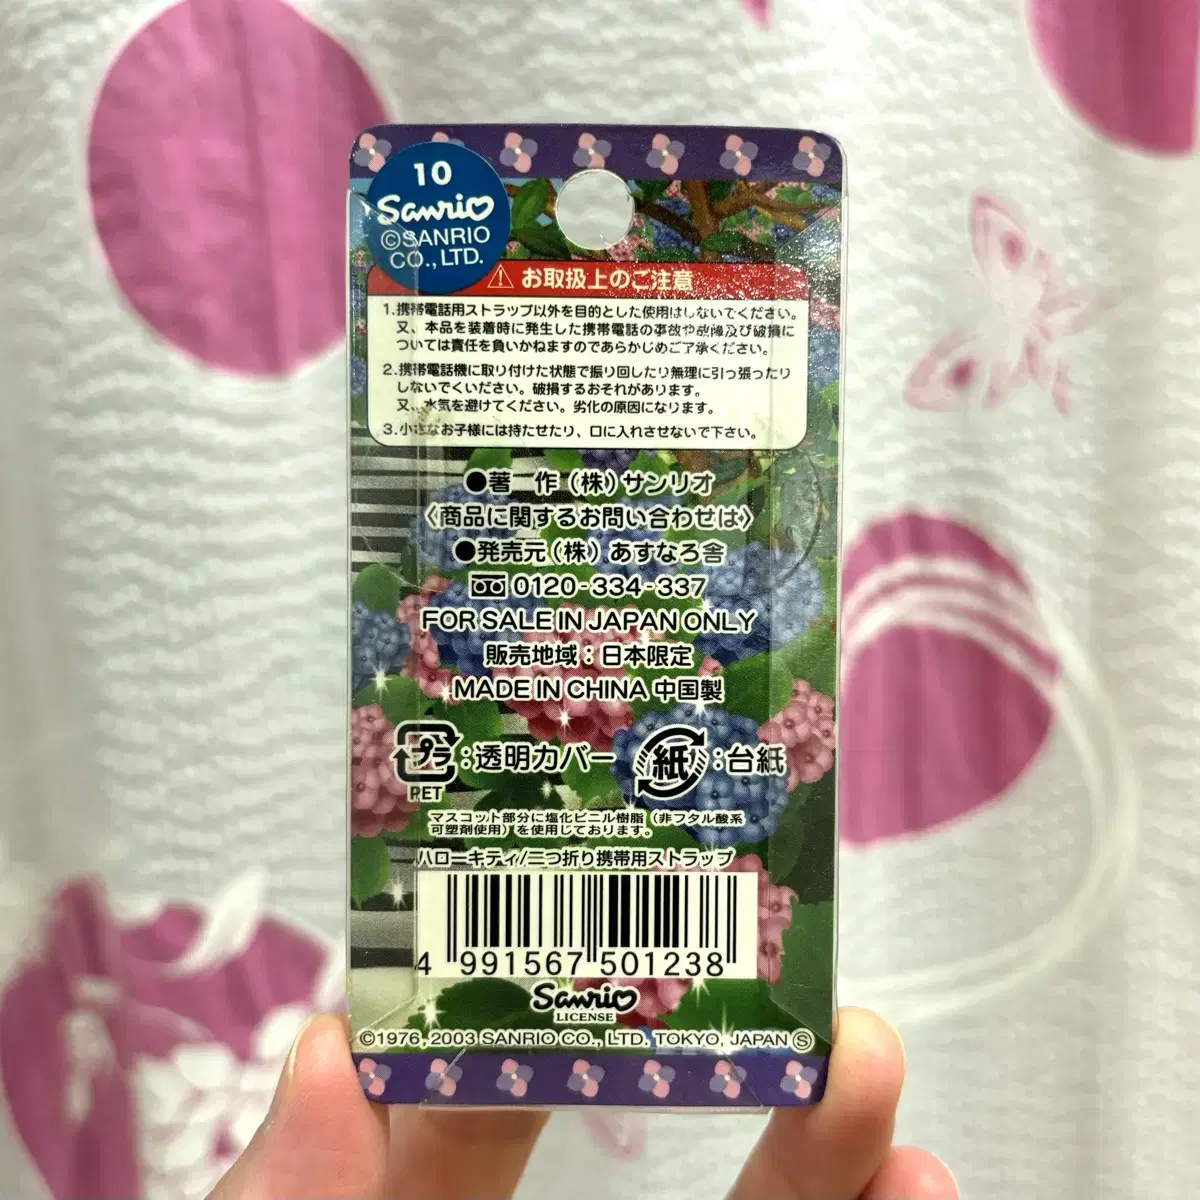 10
Sanrio
©SANRIO
CO., LTD.
⚠お取扱上のご注意
1.携帯電話用ストラップ以外を目的とした使用はしないでください。
又、本品を装着時に発生した携帯電話の事故や故障及び破損に
ついては責任を負いかねますのであらかじめご了承ください。
2.携帯電話機に取り付けた状態で振り回したり無理に引っ張ったり
しないでください。破損するおそれがあります。
又、水気を避けてください。劣化の原因になります。
3.小さなお子様には持たせたり、口に入れさせないで下さい。
●著 作(株)サンリオ
〈商品に関するお問い合わせは〉
●発売元(株)あすなろ舎
0120-334-337
FOR SALE IN JAPAN ONLY
販売地域：日本限定
MADE IN CHINA 中国製
プラ：透明カバー 紙：台紙
PET
マスコット部分に塩化ビニル樹脂(非フタル酸系
可塑剤使用)を使用しております。
ハローキティ/二つ折り携帯用ストラップ
4 991567 501238
Sanrio
LICENSE
©1976, 2003 SANRIO CO., LTD. TOKYO, JAPAN Ⓢ